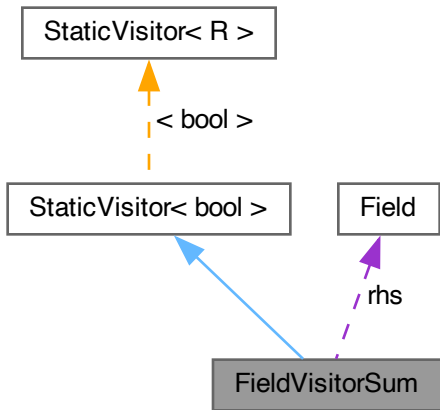 StaticVisitor< R >
< bool >
StaticVisitor< bool >
Field
rhs
FieldVisitorSum